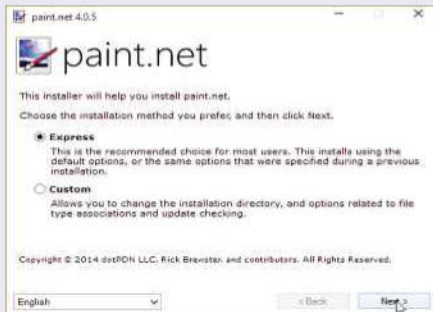 paint.net 4.0.5
paint.net
This installer will help you install paint.net.
Choose the installation method you prefer, and then click Next.
Express
This is the recommended choice for most users. This installs using the
default options, or the same options that were specified during a previous
installation.
Custom
Allows you to change the installation directory, and options related to file
type associations and update checking.
Copyright © 2014 dotPDN LLC, Rick Brewster, and contributors. All Rights Reserved.
English
< Back
Next >